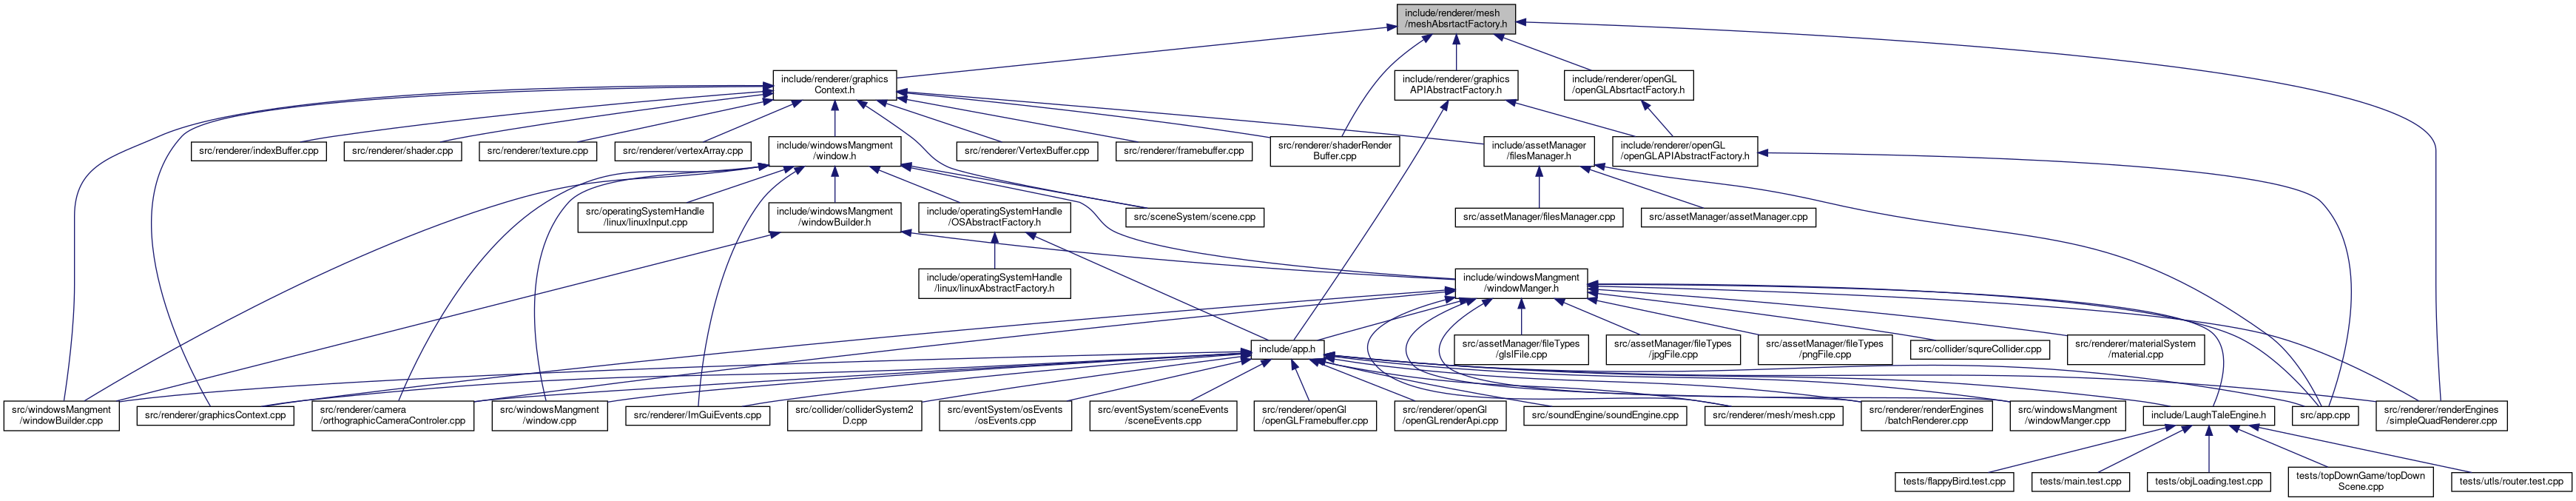 include/renderer/mesh
/meshAbsrtactFactory.h
include/renderer/graphics
Context.h
include/renderer/graphics
APIAbstractFactory.h
include/renderer/openGL
/openGLAbsrtactFactory.h
src/renderer/indexBuffer.cpp
src/renderer/shader.cpp
src/renderer/texture.cpp
src/renderer/vertexArray.cpp
include/windowsMangment
/window.h
src/renderer/VertexBuffer.cpp
src/renderer/framebuffer.cpp
src/renderer/shaderRender
Buffer.cpp
include/assetManager
/filesManager.h
include/renderer/openGL
/openGLAPIAbstractFactory.h
src/operatingSystemHandle
/linux/linuxInput.cpp
include/windowsMangment
/windowBuilder.h
include/operatingSystemHandle
/OSAbstractFactory.h
src/sceneSystem/scene.cpp
src/assetManager/filesManager.cpp
src/assetManager/assetManager.cpp
include/operatingSystemHandle
/linux/linuxAbstractFactory.h
include/windowsMangment
/windowManger.h
include/app.h
src/assetManager/fileTypes
/glslFile.cpp
src/assetManager/fileTypes
/jpgFile.cpp
src/assetManager/fileTypes
/pngFile.cpp
src/collider/squreCollider.cpp
src/renderer/materialSystem
/material.cpp
src/windowsMangment
/windowBuilder.cpp
src/renderer/graphicsContext.cpp
src/renderer/camera
/orthographicCameraControler.cpp
src/windowsMangment
/window.cpp
src/renderer/ImGuiEvents.cpp
src/collider/colliderSystem2
D.cpp
src/eventSystem/osEvents
/osEvents.cpp
src/eventSystem/sceneEvents
/sceneEvents.cpp
src/renderer/openGl
/openGLFramebuffer.cpp
src/renderer/openGl
/openGLrenderApi.cpp
src/soundEngine/soundEngine.cpp
src/renderer/mesh/mesh.cpp
src/renderer/renderEngines
/batchRenderer.cpp
src/windowsMangment
/windowManger.cpp
include/LaughTaleEngine.h
src/app.cpp
src/renderer/renderEngines
/simpleQuadRenderer.cpp
tests/flappyBird.test.cpp
tests/main.test.cpp
tests/objLoading.test.cpp
tests/topDownGame/topDown
Scene.cpp
tests/utls/router.test.cpp